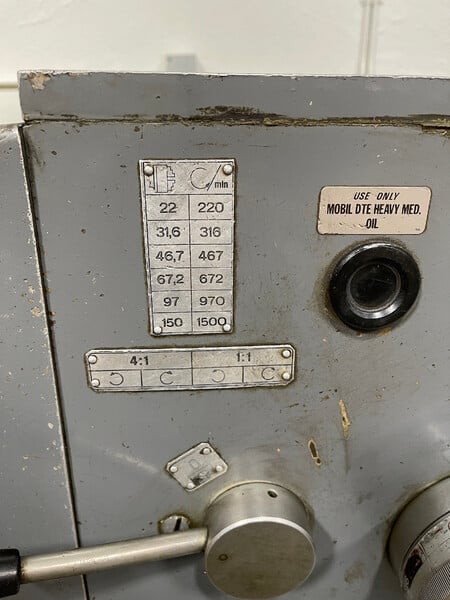 /min
22 220
31,6 316
46,7 467
67,2 672
97 970
150 1500
USE ONLY
MOBIL DTE HEAVY MED.
OIL
4:1 1:1